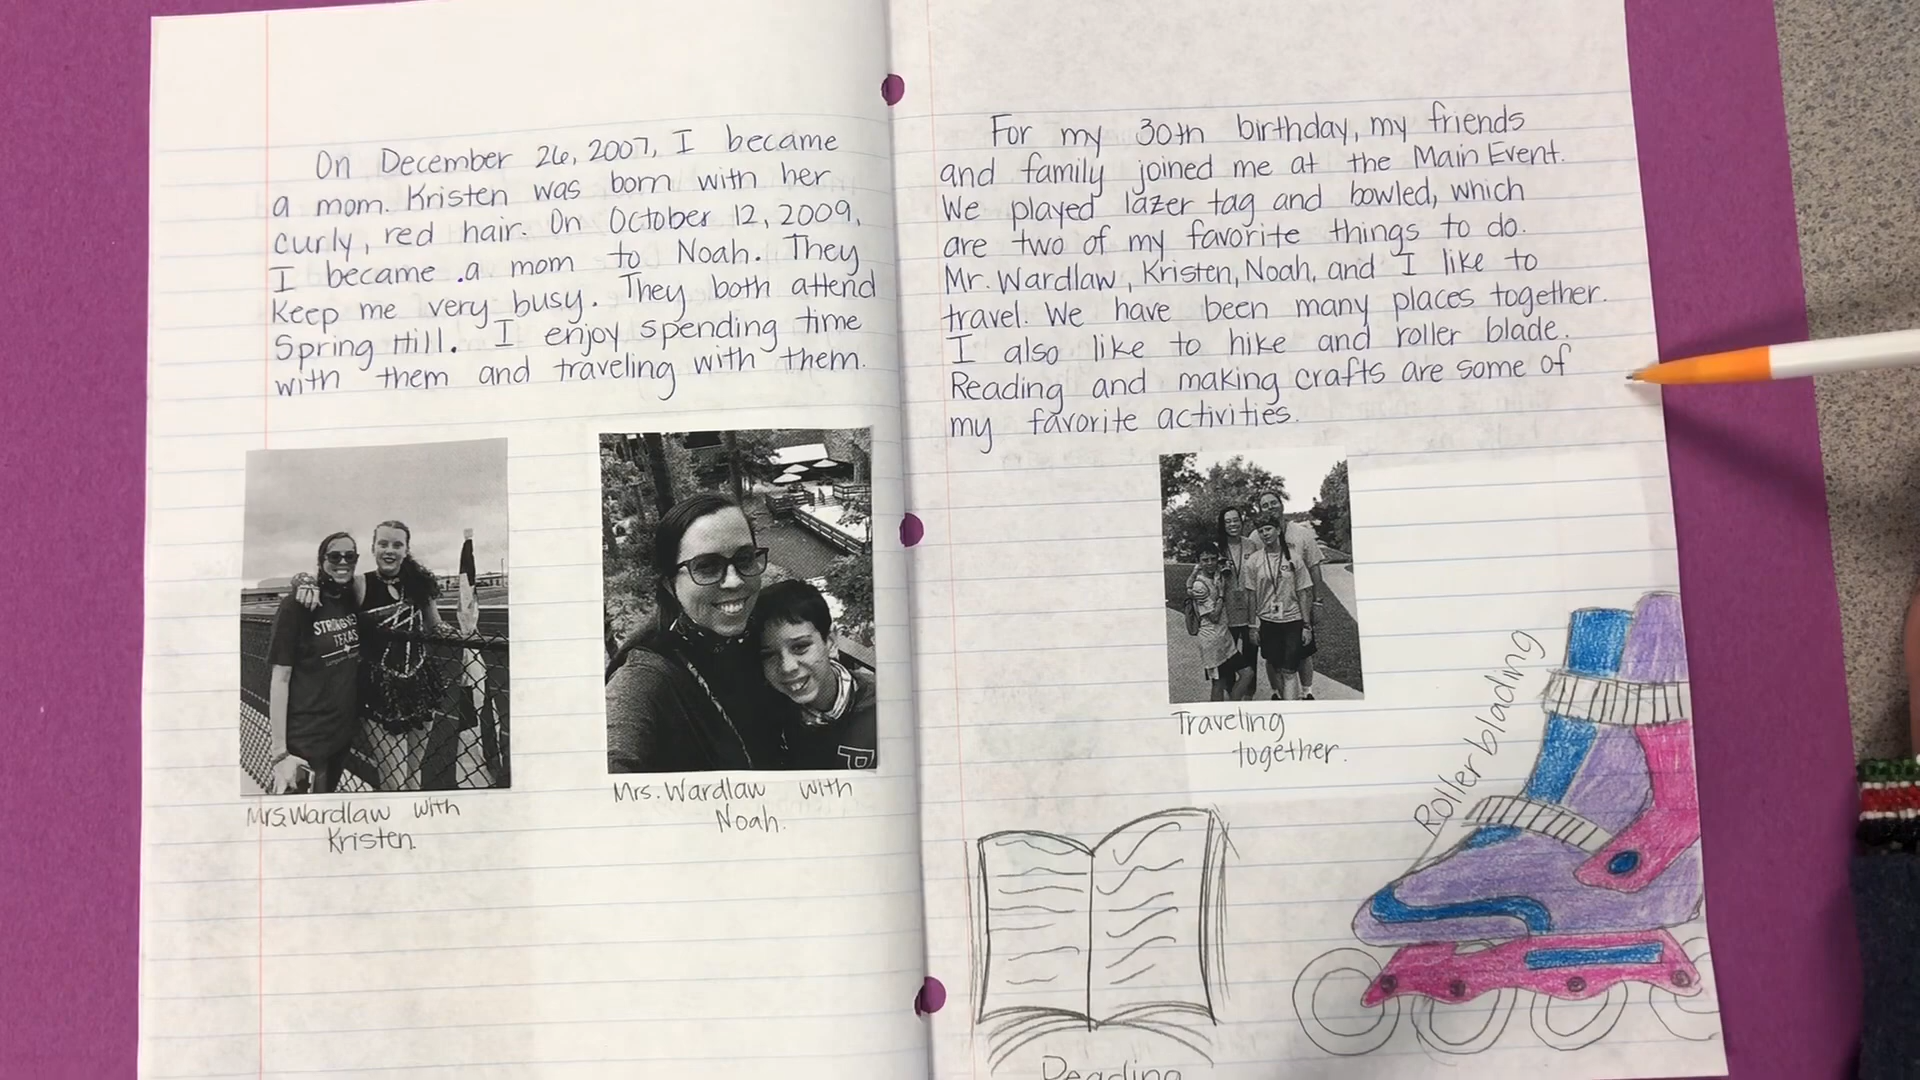 On December 26, 2007, I became
a mom. Kristen was born with her
curly, red hair. On October 12, 2009,
I became a mom to Noah. They
keep me very busy. They both attend
Spring Hill. I enjoy spending time
with them and traveling with them.
STRONG
TEXAS
Mrs. Wardlaw with
Kristen.
P
Mrs. Wardlaw with
Noah.
For my 30th birthday, my friends
and family joined me at the Main Event.
We played lazer tag and bowled, which
are two of my favorite things to do.
Mr. Wardlaw, Kristen, Noah, and I like to
travel. We have been many places together.
I also like to hike and roller blade.
Reading and making crafts are some of
my favorite activities.
Traveling
together.
Rollerblading
Reading